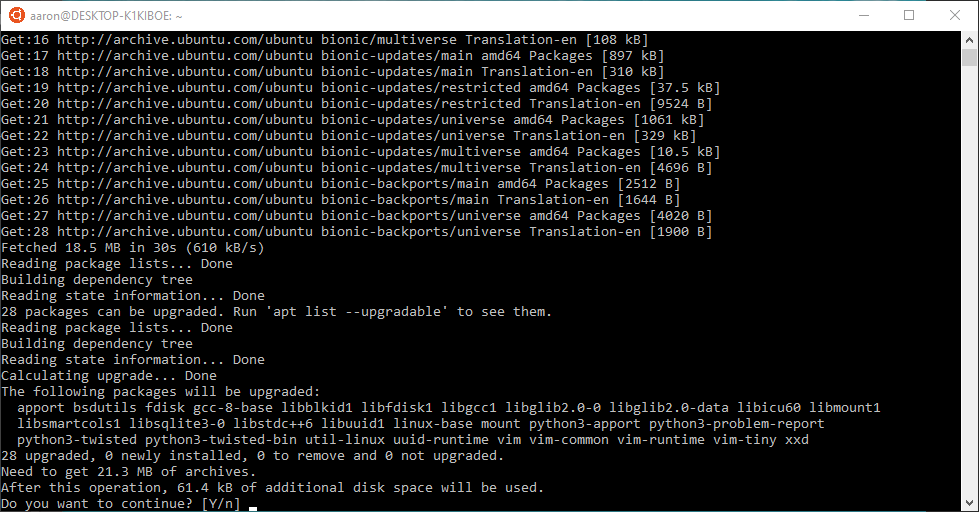 aaron@DESKTOP-K1KIBOE: ~
Get:16 http://archive.ubuntu.com/ubuntu bionic/multiverse Translation-en [108 kB]
Get:17 http://archive.ubuntu.com/ubuntu bionic-updates/main amd64 Packages [897 kB]
Get:18 http://archive.ubuntu.com/ubuntu bionic-updates/main Translation-en [310 kB]
Get:19 http://archive.ubuntu.com/ubuntu bionic-updates/restricted amd64 Packages [37.5 kB]
Get:20 http://archive.ubuntu.com/ubuntu bionic-updates/restricted Translation-en [9524 B]
Get:21 http://archive.ubuntu.com/ubuntu bionic-updates/universe amd64 Packages [1061 kB]
Get:22 http://archive.ubuntu.com/ubuntu bionic-updates/universe Translation-en [329 kB]
Get:23 http://archive.ubuntu.com/ubuntu bionic-updates/multiverse amd64 Packages [10.5 kB]
Get:24 http://archive.ubuntu.com/ubuntu bionic-updates/multiverse Translation-en [4696 B]
Get:25 http://archive.ubuntu.com/ubuntu bionic-backports/main amd64 Packages [2512 B]
Get:26 http://archive.ubuntu.com/ubuntu bionic-backports/main Translation-en [1644 B]
Get:27 http://archive.ubuntu.com/ubuntu bionic-backports/universe amd64 Packages [4020 B]
Get:28 http://archive.ubuntu.com/ubuntu bionic-backports/universe Translation-en [1900 B]
Fetched 18.5 MB in 30s (610 kB/s)
Reading package lists... Done
Building dependency tree
Reading state information... Done
28 packages can be upgraded. Run 'apt list --upgradable' to see them.
Reading package lists... Done
Building dependency tree
Reading state information... Done
Calculating upgrade... Done
The following packages will be upgraded:
apport bsdutils fdisk gcc-8-base libblkid1 libfdisk1 libgcc1 libglib2.0-0 libglib2.0-data libicu60 libmount1
libsmartcols1 libsqlite3-0 libstdc++6 libuuid1 linux-base mount python3-apport python3-problem-report
python3-twisted python3-twisted-bin util-linux uuid-runtime vim vim-common vim-runtime vim-tiny xxd
28 upgraded, 0 newly installed, 0 to remove and 0 not upgraded.
Need to get 21.3 MB of archives.
After this operation, 61.4 kB of additional disk space will be used.
Do you want to continue? [Y/n]